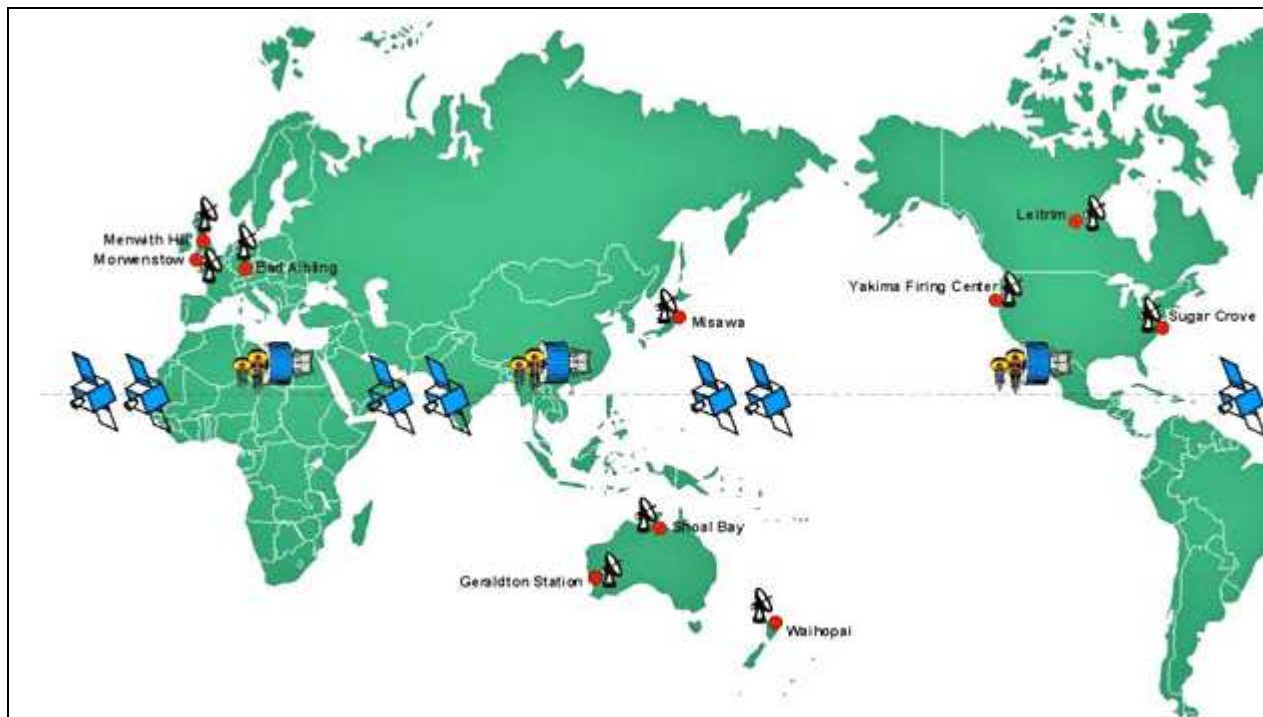 Leitrim
Menwith Hill
Morwenstow
Bad Aibling
Yakima Firing Center
Sugar Crove
Misawa
Shoal Bay
Geraldton Station
Waihopai